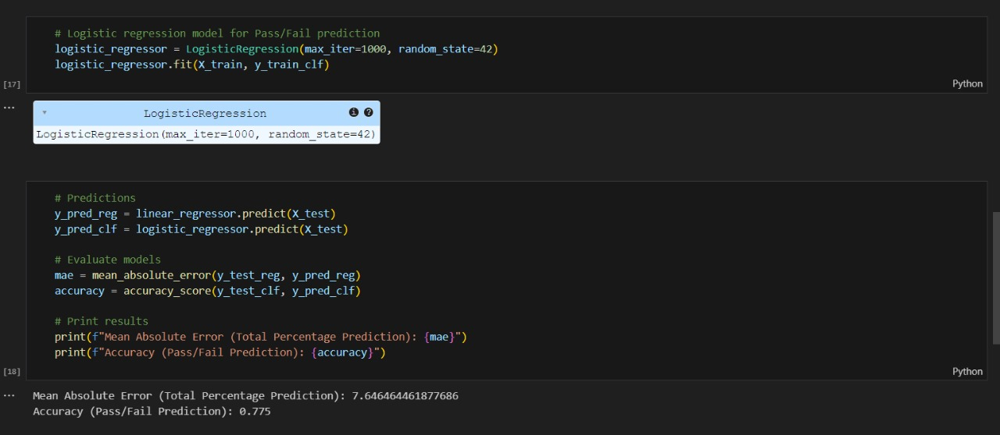 # Logistic regression model for Pass/Fail prediction
logistic_regressor = LogisticRegression(max_iter=1000, random_state=42)
logistic_regressor.fit(X_train, y_train_clf)
[17]
Python
...
LogisticRegression
LogisticRegression(max_iter=1000, random_state=42)
# Predictions
y_pred_reg = linear_regressor.predict(X_test)
y_pred_clf = logistic_regressor.predict(X_test)
# Evaluate models
mae = mean_absolute_error(y_test_reg, y_pred_reg)
accuracy = accuracy_score(y_test_clf, y_pred_clf)
# Print results
print(f"Mean Absolute Error (Total Percentage Prediction): {mae}")
print(f"Accuracy (Pass/Fail Prediction): {accuracy}")
[18]
Python
...
Mean Absolute Error (Total Percentage Prediction): 7.646464461877686
Accuracy (Pass/Fail Prediction): 0.775